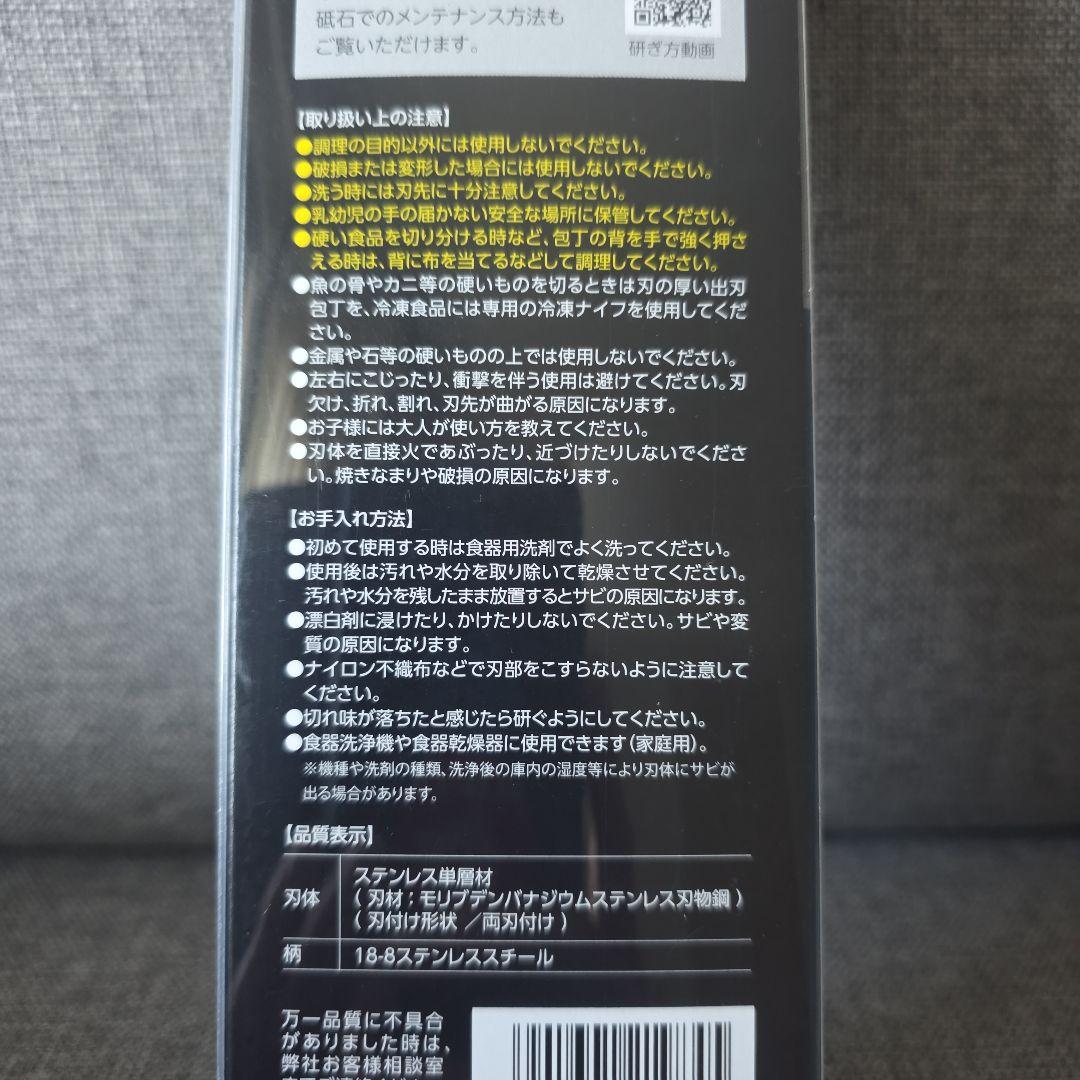 砥石でのメンテナンス方法も
ご覧いただけます。
研ぎ方動画
【取り扱い上の注意】
●調理の目的以外には使用しないでください。
●破損または変形した場合には使用しないでください。
●洗う時には刃先に十分注意してください。
●乳幼児の手の届かない安全な場所に保管してください。
●硬い食品を切り分ける時など、包丁の背を手で強く押さ
える時は、背に布を当てるなどして調理してください。
●魚の骨やカニ等の硬いものを切るときは刃の厚い出刃
包丁を、冷凍食品には専用の冷凍ナイフを使用してくだ
さい。
●金属や石等の硬いものの上では使用しないでください。
●左右にこじったり、衝撃を伴う使用は避けてください。刃
欠け、折れ、割れ、刃先が曲がる原因になります。
●お子様には大人が使い方を教えてください。
●刃体を直接火であぶったり、近づけたりしないでくださ
い。焼きなまりや破損の原因になります。
【お手入れ方法】
●初めて使用する時は食器用洗剤でよく洗ってください。
●使用後は汚れや水分を取り除いて乾燥させてください。
汚れや水分を残したまま放置するとサビの原因になります。
●漂白剤に浸けたり、かけたりしないでください。サビや変
質の原因になります。
●ナイロン不織布などで刃部をこすらないように注意して
ください。
●切れ味が落ちたと感じたら研ぐようにしてください。
●食器洗浄機や食器乾燥器に使用できます(家庭用)。
※機種や洗剤の種類、洗浄後の庫内の湿度等により刃体にサビが
出る場合があります。
【品質表示】
刃体 ステンレス単層材
(刃材;モリブデンバナジウムステンレス刃物鋼)
(刃付け形状／両刃付け)
柄 18-8ステンレススチール
万一品質に不具合
がありました時は、
弊社お客様相談室